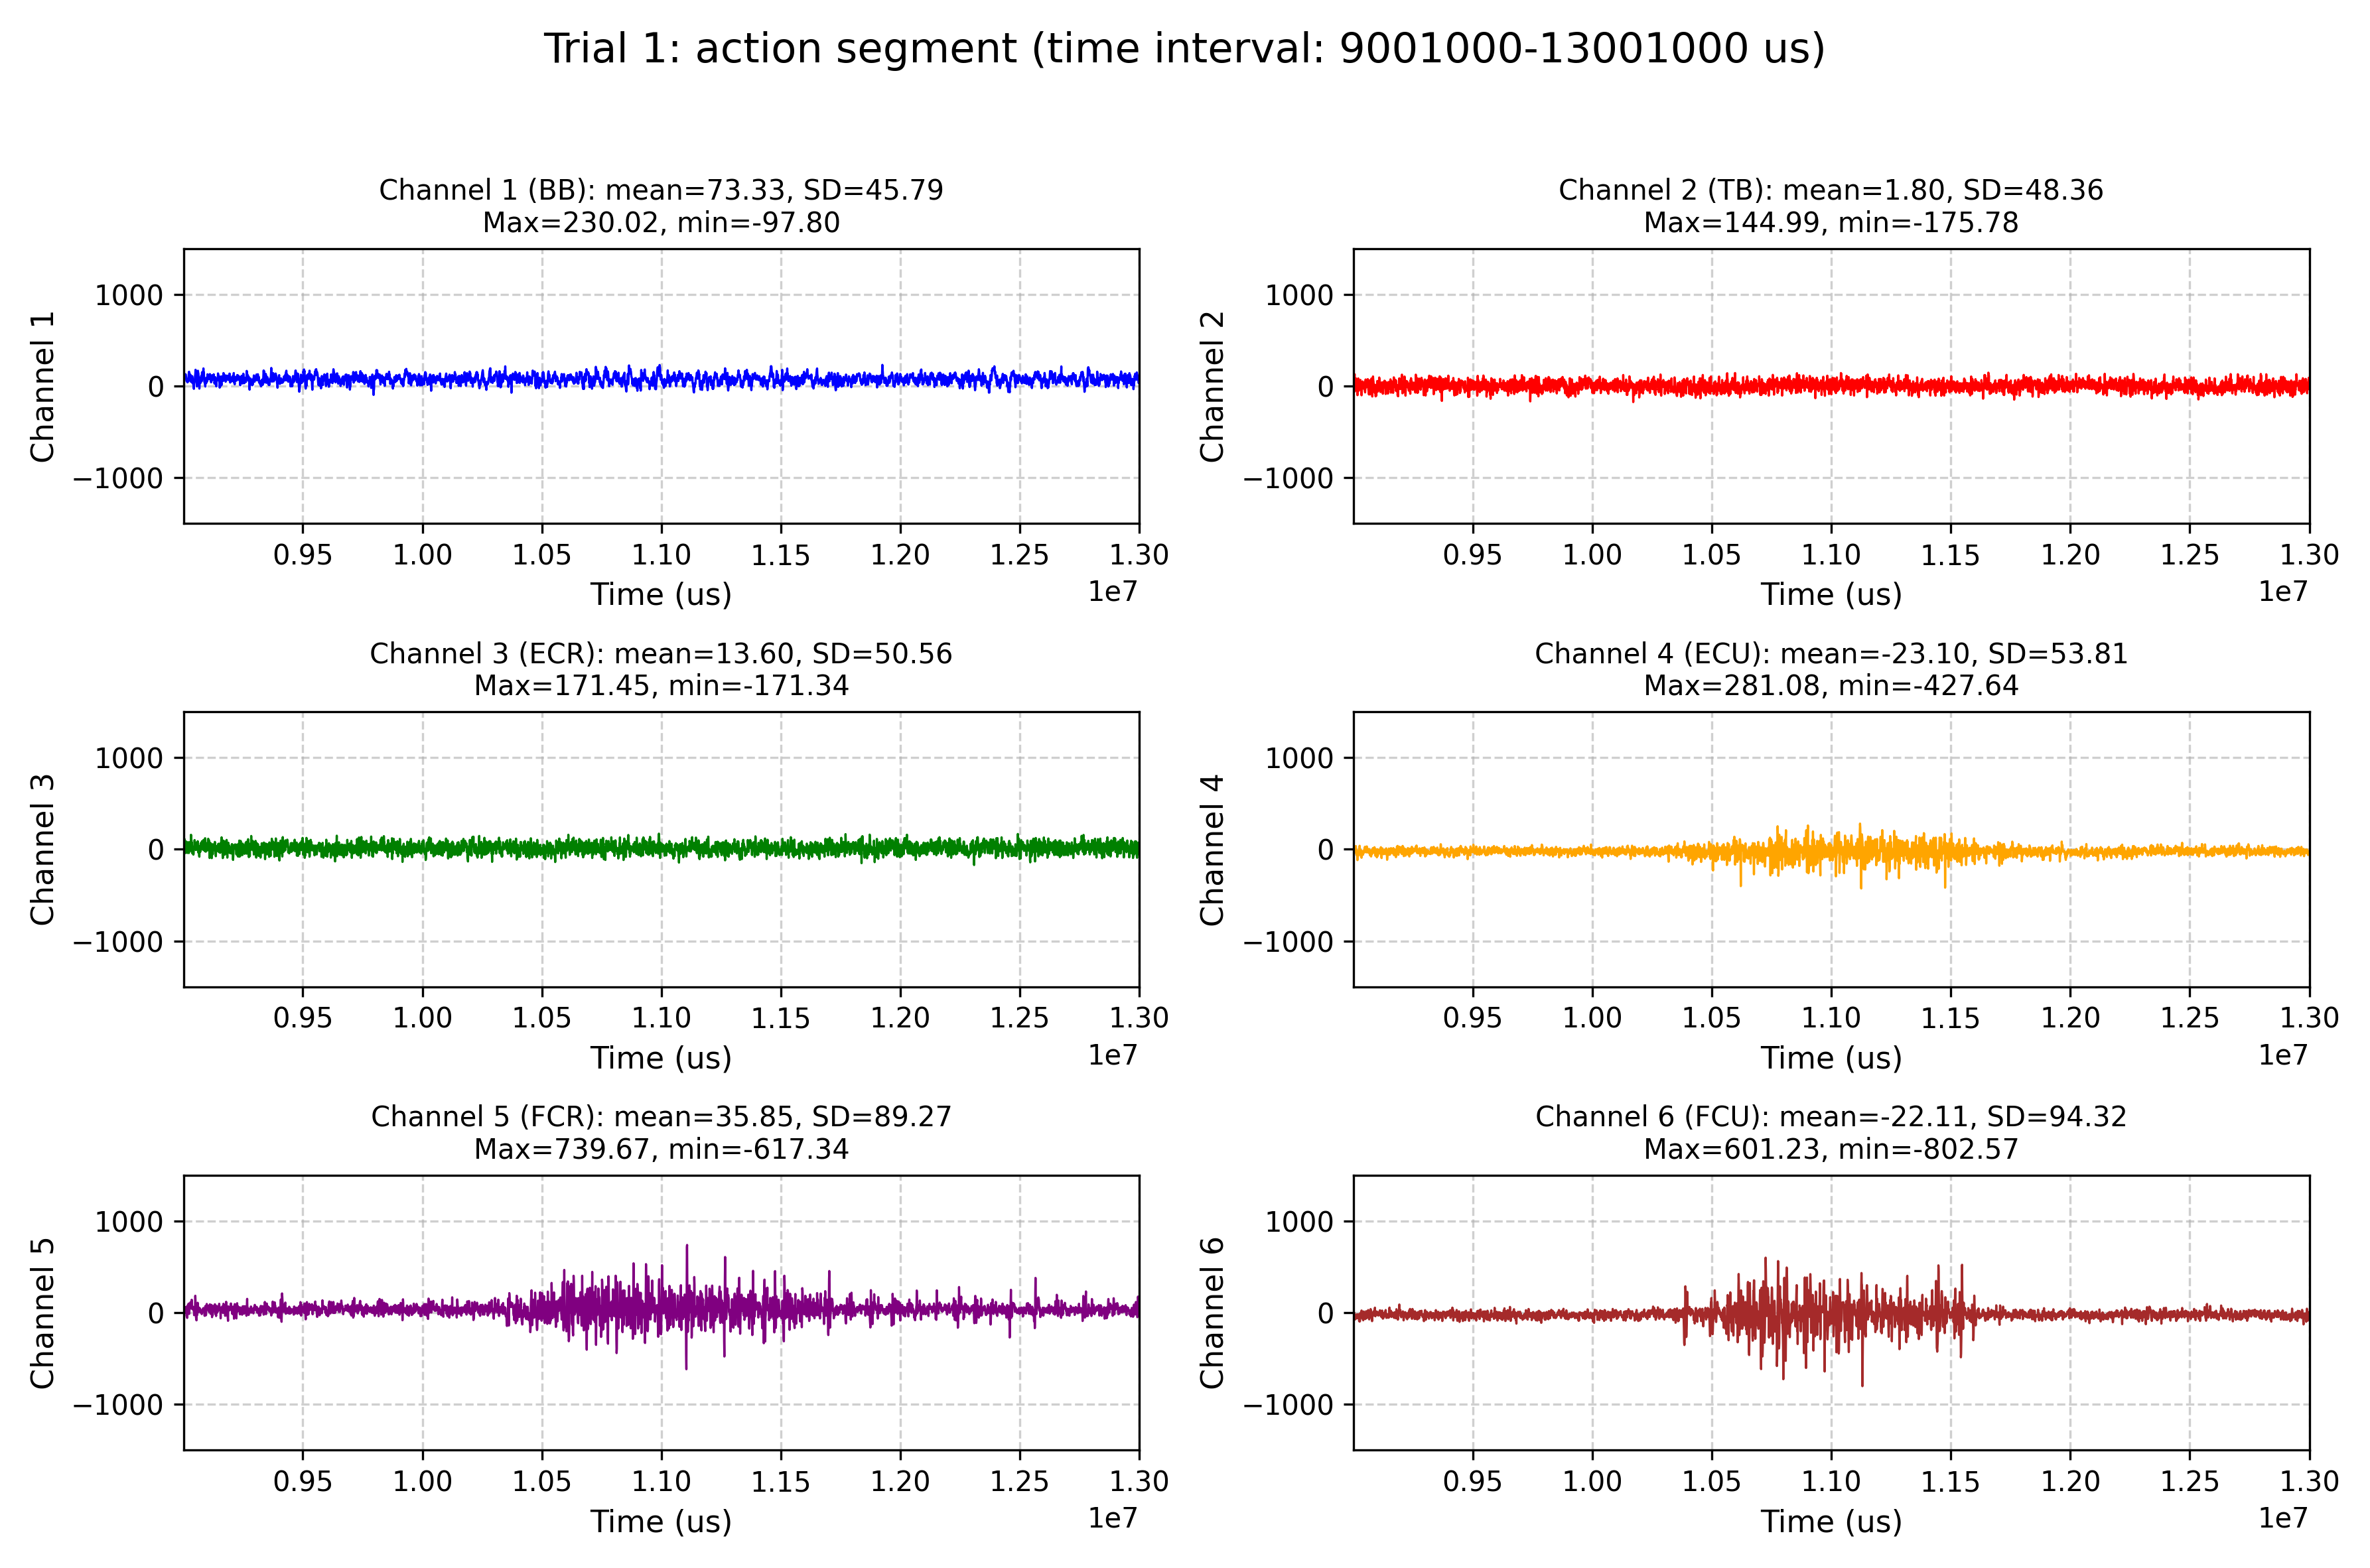 Trial 1: action segment (time interval: 9001000-13001000 us)
Channel 1 (BB): mean=73.33, SD=45.79
Max=230.02, min=-97.80
1000
0
−1000
Channel 1
0.95 1.00 1.05 1.10 1.15 1.20 1.25 1.30
1e7
Time (us)
Channel 2 (TB): mean=1.80, SD=48.36
Max=144.99, min=-175.78
1000
0
−1000
Channel 2
0.95 1.00 1.05 1.10 1.15 1.20 1.25 1.30
1e7
Time (us)
Channel 3 (ECR): mean=13.60, SD=50.56
Max=171.45, min=-171.34
1000
0
−1000
Channel 3
0.95 1.00 1.05 1.10 1.15 1.20 1.25 1.30
1e7
Time (us)
Channel 4 (ECU): mean=-23.10, SD=53.81
Max=281.08, min=-427.64
1000
0
−1000
Channel 4
0.95 1.00 1.05 1.10 1.15 1.20 1.25 1.30
1e7
Time (us)
Channel 5 (FCR): mean=35.85, SD=89.27
Max=739.67, min=-617.34
1000
0
−1000
Channel 5
0.95 1.00 1.05 1.10 1.15 1.20 1.25 1.30
1e7
Time (us)
Channel 6 (FCU): mean=-22.11, SD=94.32
Max=601.23, min=-802.57
1000
0
−1000
Channel 6
0.95 1.00 1.05 1.10 1.15 1.20 1.25 1.30
1e7
Time (us)